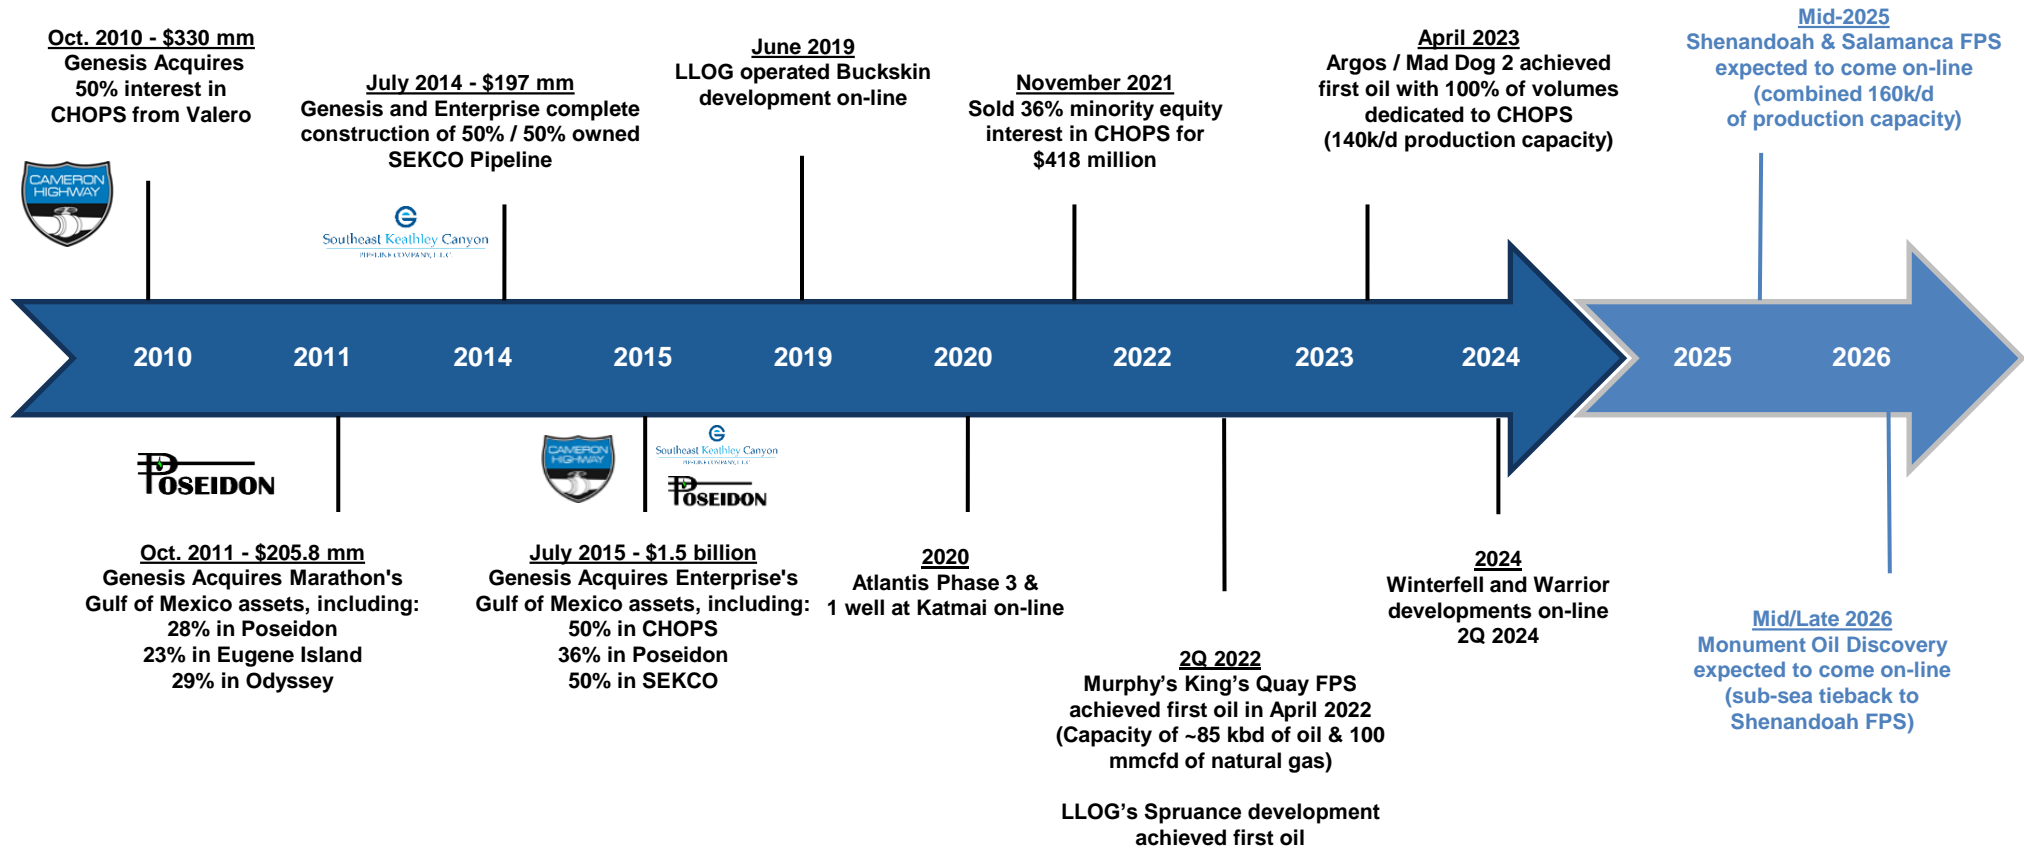 Oct. 2010 - $330 mm
Genesis Acquires
50% interest in
CHOPS from Valero
July 2014 - $197 mm
Genesis and Enterprise complete
construction of 50% / 50% owned
SEKCO Pipeline
June 2019
LLOG operated Buckskin
development on-line
November 2021
Sold 36% minority equity
interest in CHOPS for
$418 million
April 2023
Argos / Mad Dog 2 achieved
first oil with 100% of volumes
dedicated to CHOPS
(140k/d production capacity)
Mid-2025
Shenandoah & Salamanca FPS
expected to come on-line
(combined 160k/d
of production capacity)
CAMERON
HIGHWAY
Southeast Keathley Canyon
PIPELINE COMPANY, L.L.C.
2010
2011
2014
2015
2019
2020
2022
2023
2024
2025
2026
POSEIDON
CAMERON
HIGHWAY
Southeast Keathley Canyon
PIPELINE COMPANY, L.L.C.
POSEIDON
Oct. 2011 - $205.8 mm
Genesis Acquires Marathon's
Gulf of Mexico assets, including:
28% in Poseidon
23% in Eugene Island
29% in Odyssey
July 2015 - $1.5 billion
Genesis Acquires Enterprise's
Gulf of Mexico assets, including:
50% in CHOPS
36% in Poseidon
50% in SEKCO
2020
Atlantis Phase 3 &
1 well at Katmai on-line
2Q 2022
Murphy’s King’s Quay FPS
achieved first oil in April 2022
(Capacity of ~85 kbd of oil & 100
mmcfd of natural gas)
LLOG’s Spruance development
achieved first oil
2024
Winterfell and Warrior
developments on-line
2Q 2024
Mid/Late 2026
Monument Oil Discovery
expected to come on-line
(sub-sea tieback to
Shenandoah FPS)